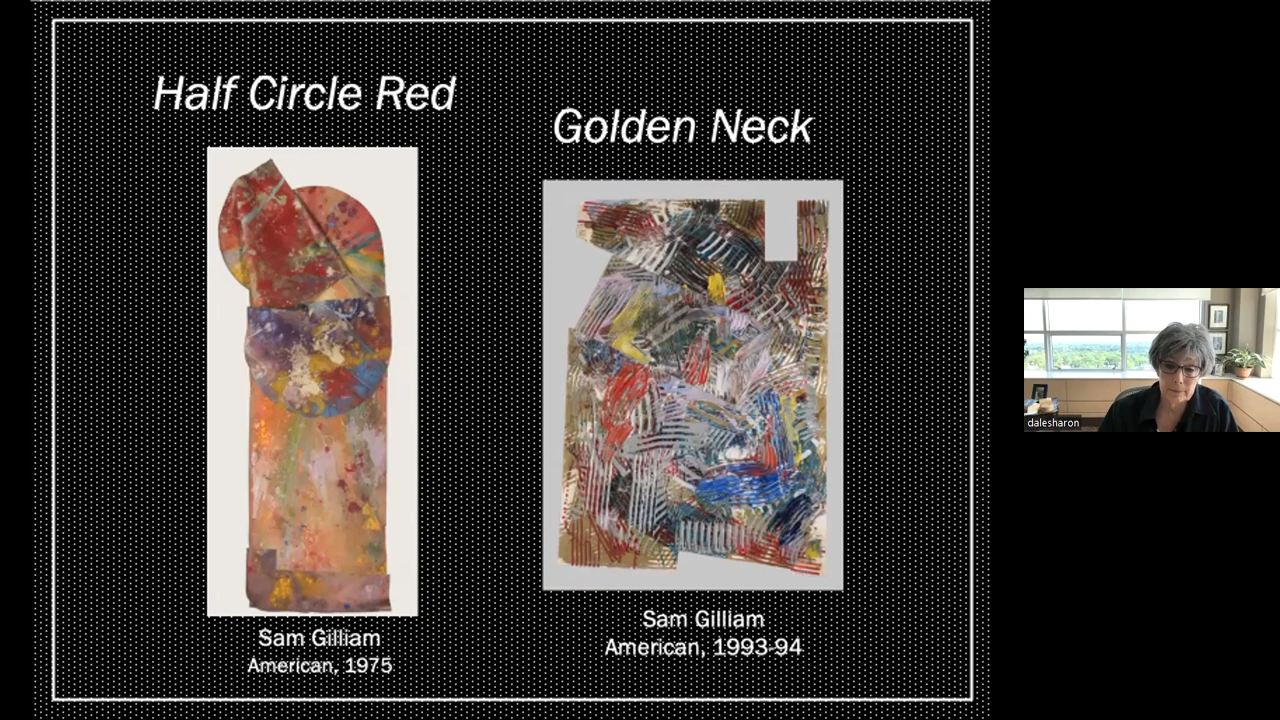 Half Circle Red
Golden Neck
Sam Gilliam
American, 1975
Sam Gilliam
American, 1993-94
dalesharon